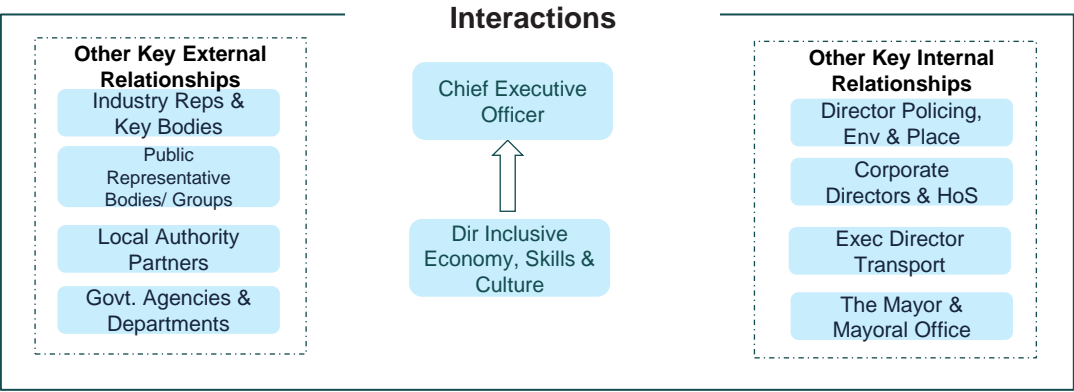 Interactions
Other Key External
Relationships
Industry Reps &
Key Bodies
Public
Representative
Bodies/ Groups
Local Authority
Partners
Govt. Agencies &
Departments
Chief Executive
Officer
Dir Inclusive
Economy, Skills &
Culture
Other Key Internal
Relationships
Director Policing,
Env & Place
Corporate
Directors & HoS
Exec Director
Transport
The Mayor &
Mayoral Office